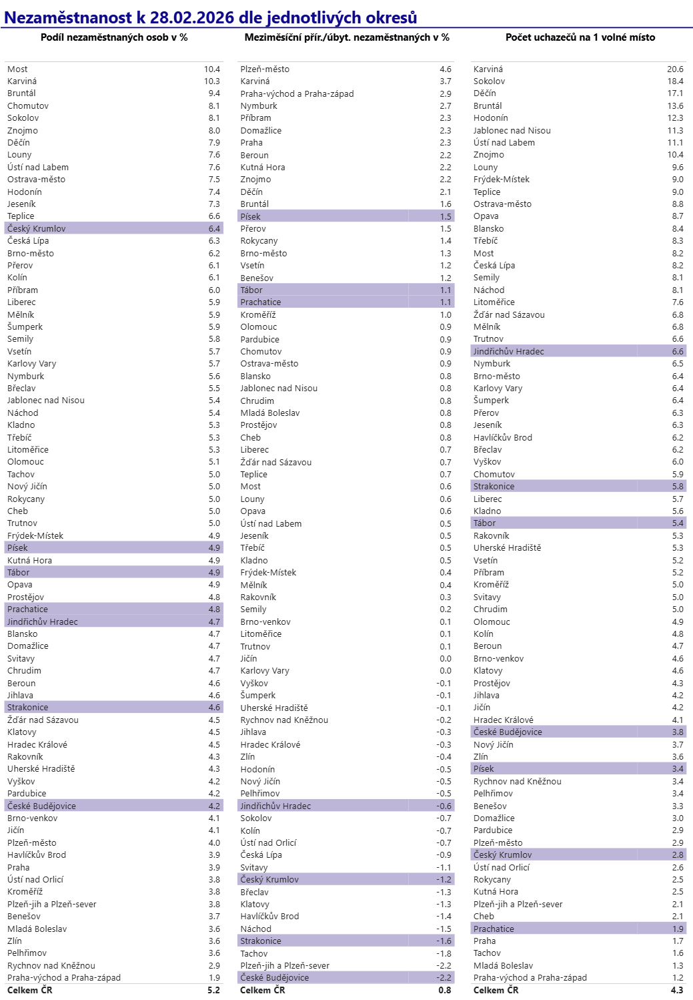 Nezaměstnanost k 28.02.2026 dle jednotlivých okresů
Podíl nezaměstnaných osob v %
Most 10.4
Karviná 10.3
Bruntál 9.4
Chomutov 8.1
Sokolov 8.1
Znojmo 8.0
Děčín 7.9
Louny 7.6
Ústí nad Labem 7.6
Ostrava-město 7.5
Hodonín 7.4
Jeseník 7.3
Teplice 6.6
Český Krumlov 6.4
Česká Lípa 6.3
Brno-město 6.2
Přerov 6.1
Kolín 6.1
Příbram 6.0
Liberec 5.9
Mělník 5.9
Šumperk 5.9
Semily 5.8
Vsetín 5.7
Karlovy Vary 5.7
Nymburk 5.6
Břeclav 5.5
Jablonec nad Nisou 5.4
Náchod 5.4
Kladno 5.3
Třebíč 5.3
Litoměřice 5.3
Olomouc 5.1
Tachov 5.0
Nový Jičín 5.0
Rokycany 5.0
Cheb 5.0
Trutnov 5.0
Frýdek-Místek 4.9
Písek 4.9
Kutná Hora 4.9
Tábor 4.9
Opava 4.9
Prostějov 4.8
Prachatice 4.8
Jindřichův Hradec 4.7
Blansko 4.7
Domažlice 4.7
Svitavy 4.7
Chrudim 4.7
Beroun 4.6
Jihlava 4.6
Strakonice 4.6
Žďár nad Sázavou 4.5
Klatovy 4.5
Hradec Králové 4.5
Rakovník 4.3
Uherské Hradiště 4.3
Vyškov 4.2
Pardubice 4.2
České Budějovice 4.2
Brno-venkov 4.1
Jičín 4.1
Plzeň-město 4.0
Havlíčkův Brod 3.9
Praha 3.9
Ústí nad Orlicí 3.8
Kroměříž 3.8
Plzeň-jih a Plzeň-sever 3.8
Benešov 3.7
Mladá Boleslav 3.6
Zlín 3.6
Pelhřimov 3.6
Rychnov nad Kněžnou 2.9
Praha-východ a Praha-západ 1.9
Celkem ČR 5.2
Meziměsíční přír./úbyt. nezaměstnaných v %
Plzeň-město 4.6
Karviná 3.7
Praha-východ a Praha-západ 2.9
Nymburk 2.7
Příbram 2.3
Domažlice 2.3
Praha 2.3
Beroun 2.2
Kutná Hora 2.2
Znojmo 2.2
Děčín 2.1
Bruntál 1.6
Písek 1.5
Přerov 1.5
Rokycany 1.4
Brno-město 1.3
Vsetín 1.2
Benešov 1.2
Tábor 1.1
Prachatice 1.1
Kroměříž 1.0
Olomouc 0.9
Pardubice 0.9
Chomutov 0.9
Ostrava-město 0.9
Blansko 0.8
Jablonec nad Nisou 0.8
Chrudim 0.8
Mladá Boleslav 0.8
Prostějov 0.8
Cheb 0.8
Liberec 0.7
Žďár nad Sázavou 0.7
Teplice 0.7
Most 0.6
Louny 0.6
Opava 0.6
Ústí nad Labem 0.5
Jeseník 0.5
Třebíč 0.5
Kladno 0.5
Frýdek-Místek 0.4
Mělník 0.4
Rakovník 0.3
Semily 0.2
Brno-venkov 0.1
Litoměřice 0.1
Trutnov 0.1
Jičín 0.0
Karlovy Vary 0.0
Vyškov -0.1
Šumperk -0.1
Uherské Hradiště -0.1
Rychnov nad Kněžnou -0.2
Jihlava -0.3
Hradec Králové -0.3
Zlín -0.4
Hodonín -0.5
Nový Jičín -0.5
Pelhřimov -0.5
Jindřichův Hradec -0.6
Sokolov -0.7
Kolín -0.7
Ústí nad Orlicí -0.7
Česká Lípa -0.9
Svitavy -1.1
Český Krumlov -1.2
Břeclav -1.3
Klatovy -1.3
Havlíčkův Brod -1.4
Náchod -1.5
Strakonice -1.6
Tachov -1.8
Plzeň-jih a Plzeň-sever -2.2
České Budějovice -2.2
Celkem ČR 0.8
Počet uchazečů na 1 volné místo
Karviná 20.6
Sokolov 18.4
Děčín 17.1
Bruntál 13.6
Hodonín 12.3
Jablonec nad Nisou 11.3
Ústí nad Labem 11.1
Znojmo 10.4
Louny 9.6
Frýdek-Místek 9.0
Teplice 9.0
Ostrava-město 8.8
Opava 8.7
Blansko 8.4
Třebíč 8.3
Most 8.2
Česká Lípa 8.2
Semily 8.1
Náchod 8.1
Litoměřice 7.6
Žďár nad Sázavou 6.8
Mělník 6.8
Trutnov 6.6
Jindřichův Hradec 6.6
Nymburk 6.5
Brno-město 6.4
Karlovy Vary 6.4
Šumperk 6.4
Přerov 6.3
Jeseník 6.3
Havlíčkův Brod 6.2
Břeclav 6.2
Vyškov 6.0
Chomutov 5.9
Strakonice 5.8
Liberec 5.7
Kladno 5.6
Tábor 5.4
Rakovník 5.3
Uherské Hradiště 5.3
Vsetín 5.2
Příbram 5.2
Kroměříž 5.0
Svitavy 5.0
Chrudim 5.0
Olomouc 4.9
Kolín 4.8
Beroun 4.7
Brno-venkov 4.6
Klatovy 4.6
Prostějov 4.3
Jihlava 4.2
Jičín 4.2
Hradec Králové 4.1
České Budějovice 3.8
Nový Jičín 3.7
Zlín 3.6
Písek 3.4
Rychnov nad Kněžnou 3.4
Pelhřimov 3.4
Benešov 3.3
Domažlice 3.0
Pardubice 2.9
Plzeň-město 2.9
Český Krumlov 2.8
Ústí nad Orlicí 2.6
Rokycany 2.5
Kutná Hora 2.5
Plzeň-jih a Plzeň-sever 2.1
Cheb 2.1
Prachatice 1.9
Praha 1.7
Tachov 1.6
Mladá Boleslav 1.3
Praha-východ a Praha-západ 1.2
Celkem ČR 4.3